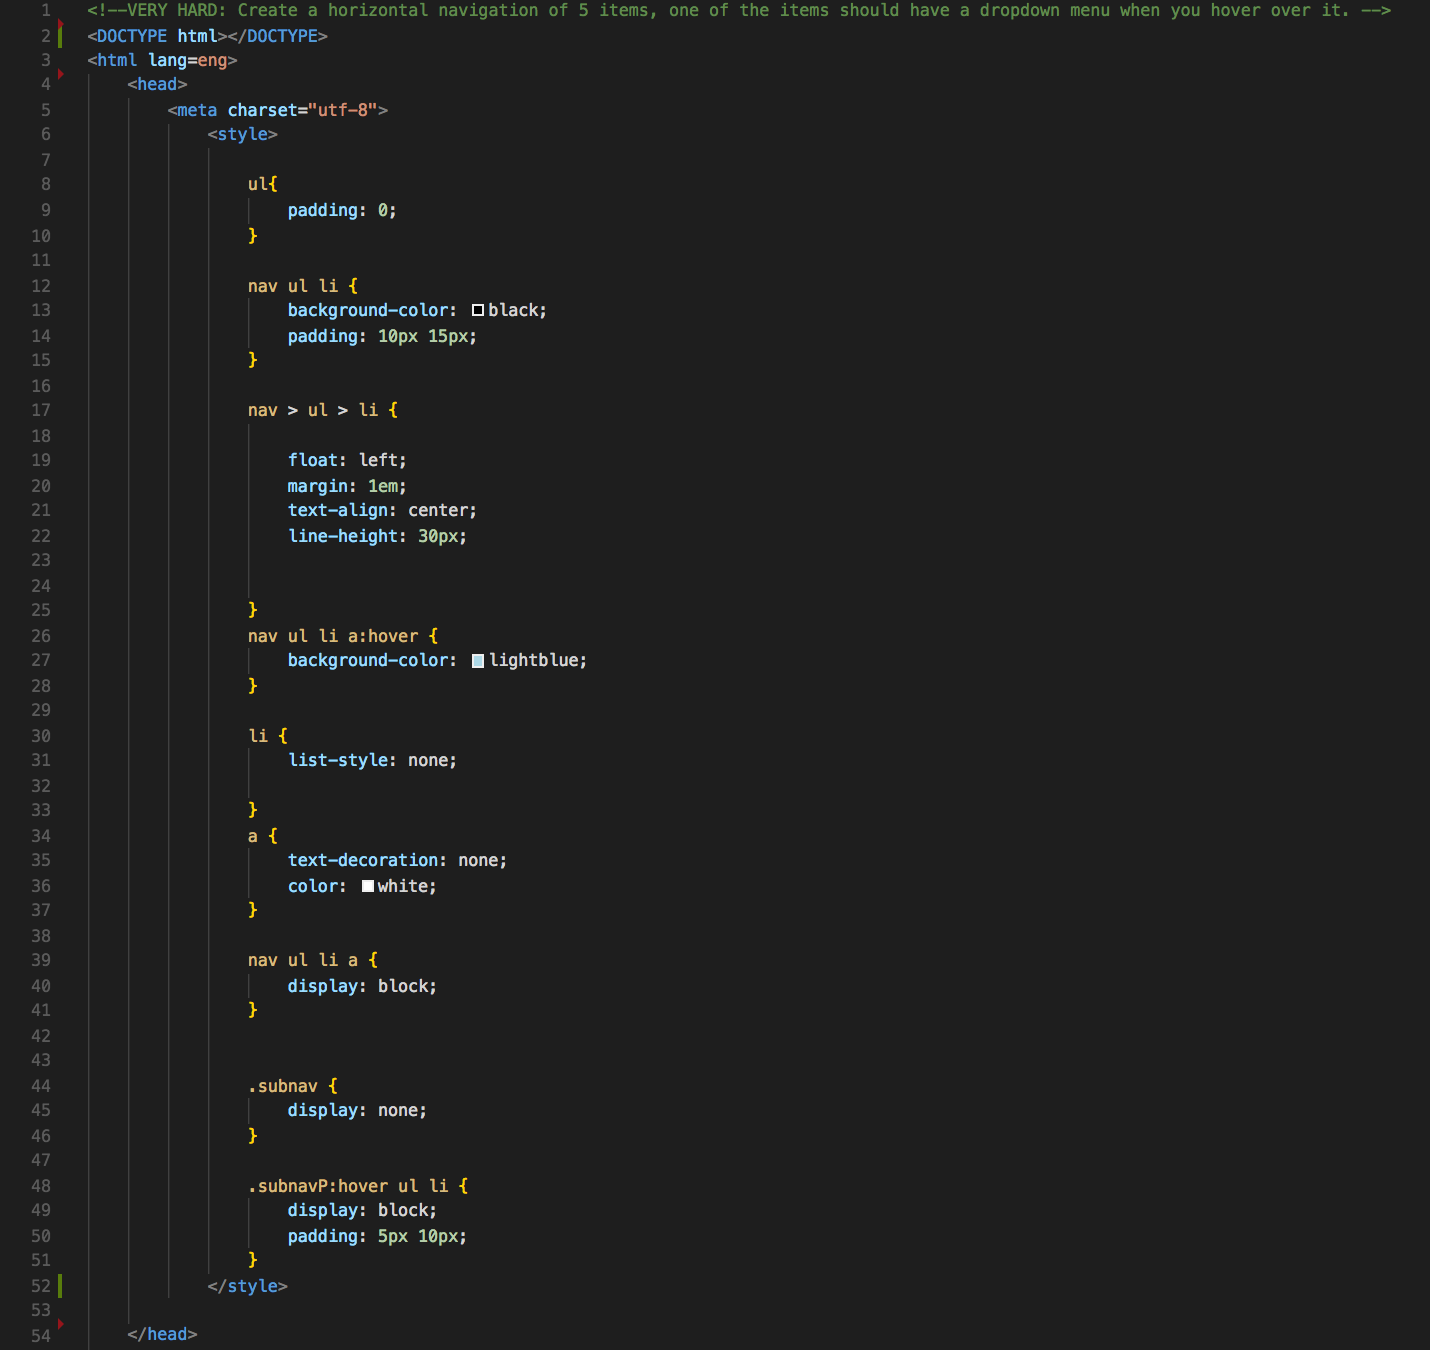 1 <!--VERY HARD: Create a horizontal navigation of 5 items, one of the items should have a dropdown menu when you hover over it. -->
2 <DOCTYPE html></DOCTYPE>
3 <html lang=eng>
4 <head>
5 <meta charset="utf-8">
6 <style>
7
8 ul{
9 padding: 0;
10 }
11
12 nav ul li {
13 background-color: black;
14 padding: 10px 15px;
15 }
16
17 nav > ul > li {
18
19 float: left;
20 margin: 1em;
21 text-align: center;
22 line-height: 30px;
23
24
25 }
26 nav ul li a:hover {
27 background-color: lightblue;
28 }
29
30 li {
31 list-style: none;
32
33 }
34 a {
35 text-decoration: none;
36 color: white;
37 }
38
39 nav ul li a {
40 display: block;
41 }
42
43
44 .subnav {
45 display: none;
46 }
47
48 .subnavP:hover ul li {
49 display: block;
50 padding: 5px 10px;
51 }
52 </style>
53
54 </head>